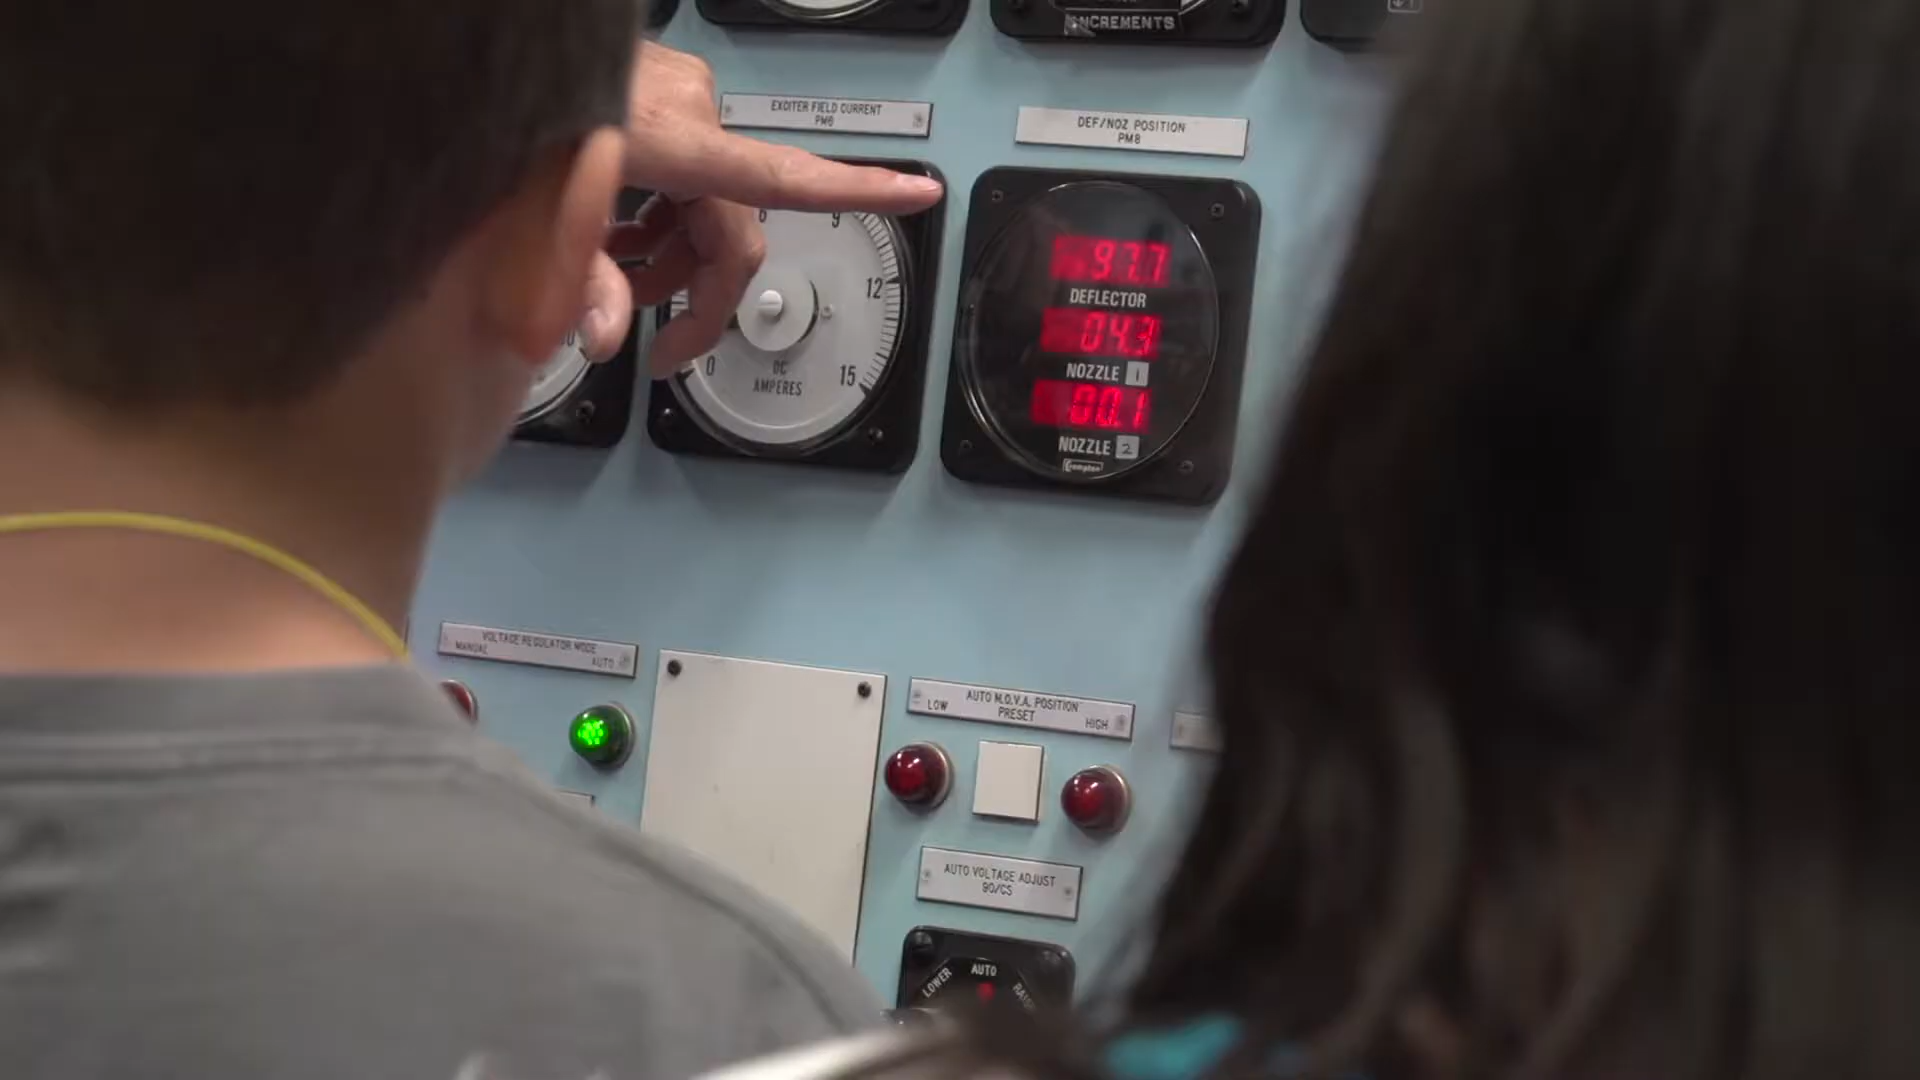 INCREMENTS
EXCITER FIELD CURRENT
PM6
DEF/NOZ POSITION
PM8
6
9
12
15
0
DC
AMPERES
97.7
DEFLECTOR
04.3
NOZZLE 1
00.1
NOZZLE 2
Crompton
VOLTAGE REGULATOR MODE
MANUAL
AUTO
AUTO M.O.V.A. POSITION
PRESET
LOW
HIGH
AUTO VOLTAGE ADJUST
90/CS
LOWER
AUTO